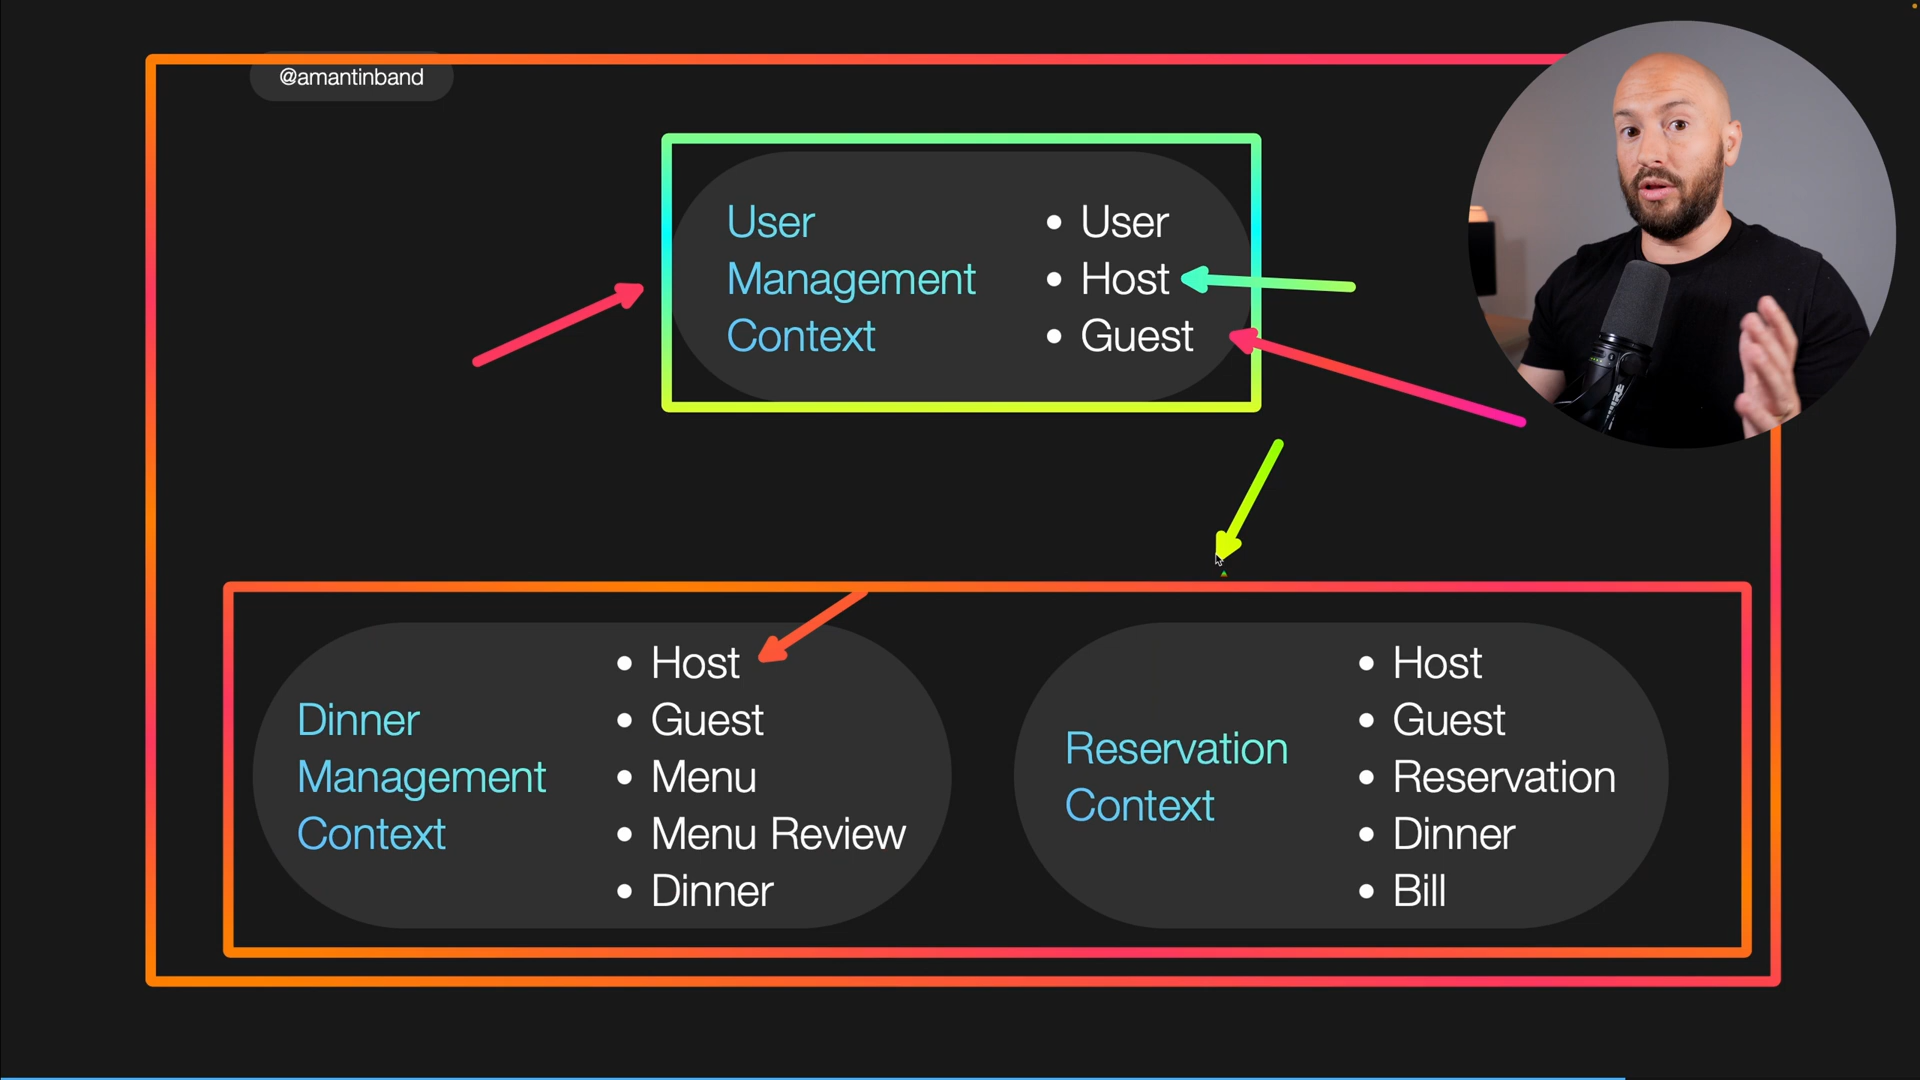 @amantinband
User
Management
Context
• User
• Host
• Guest
Dinner
Management
Context
• Host
• Guest
• Menu
• Menu Review
• Dinner
Reservation
Context
• Host
• Guest
• Reservation
• Dinner
• Bill